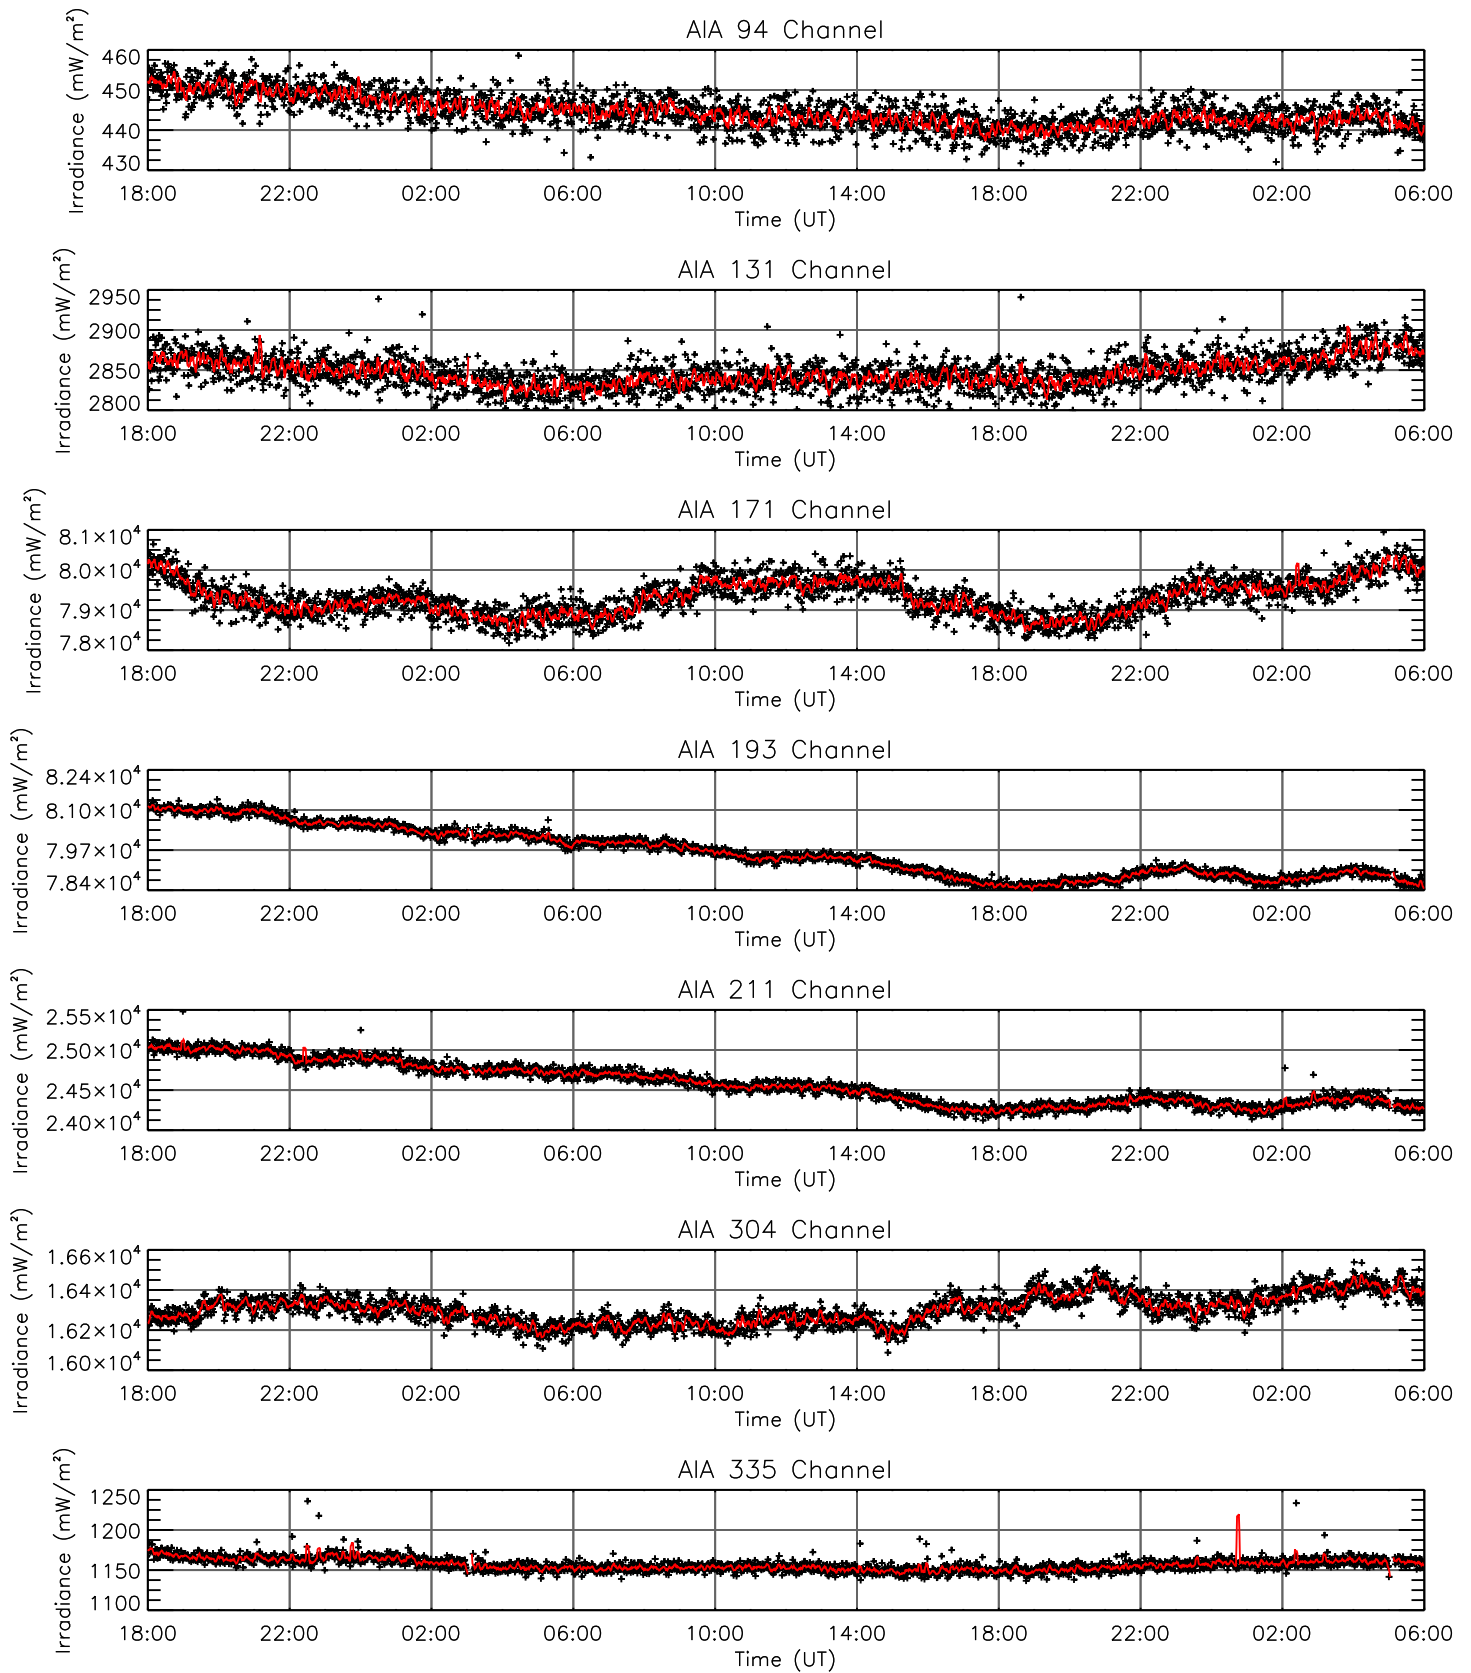 AIA 94 Channel
Irradiance (mW/m²)
460
450
440
430
18:00 22:00 02:00 06:00 10:00 14:00 18:00 22:00 02:00 06:00
Time (UT)
AIA 131 Channel
Irradiance (mW/m²)
2950
2900
2850
2800
18:00 22:00 02:00 06:00 10:00 14:00 18:00 22:00 02:00 06:00
Time (UT)
AIA 171 Channel
Irradiance (mW/m²)
8.1×10⁴
8.0×10⁴
7.9×10⁴
7.8×10⁴
18:00 22:00 02:00 06:00 10:00 14:00 18:00 22:00 02:00 06:00
Time (UT)
AIA 193 Channel
Irradiance (mW/m²)
8.24×10⁴
8.10×10⁴
7.97×10⁴
7.84×10⁴
18:00 22:00 02:00 06:00 10:00 14:00 18:00 22:00 02:00 06:00
Time (UT)
AIA 211 Channel
Irradiance (mW/m²)
2.55×10⁴
2.50×10⁴
2.45×10⁴
2.40×10⁴
18:00 22:00 02:00 06:00 10:00 14:00 18:00 22:00 02:00 06:00
Time (UT)
AIA 304 Channel
Irradiance (mW/m²)
1.66×10⁴
1.64×10⁴
1.62×10⁴
1.60×10⁴
18:00 22:00 02:00 06:00 10:00 14:00 18:00 22:00 02:00 06:00
Time (UT)
AIA 335 Channel
Irradiance (mW/m²)
1250
1200
1150
1100
18:00 22:00 02:00 06:00 10:00 14:00 18:00 22:00 02:00 06:00
Time (UT)